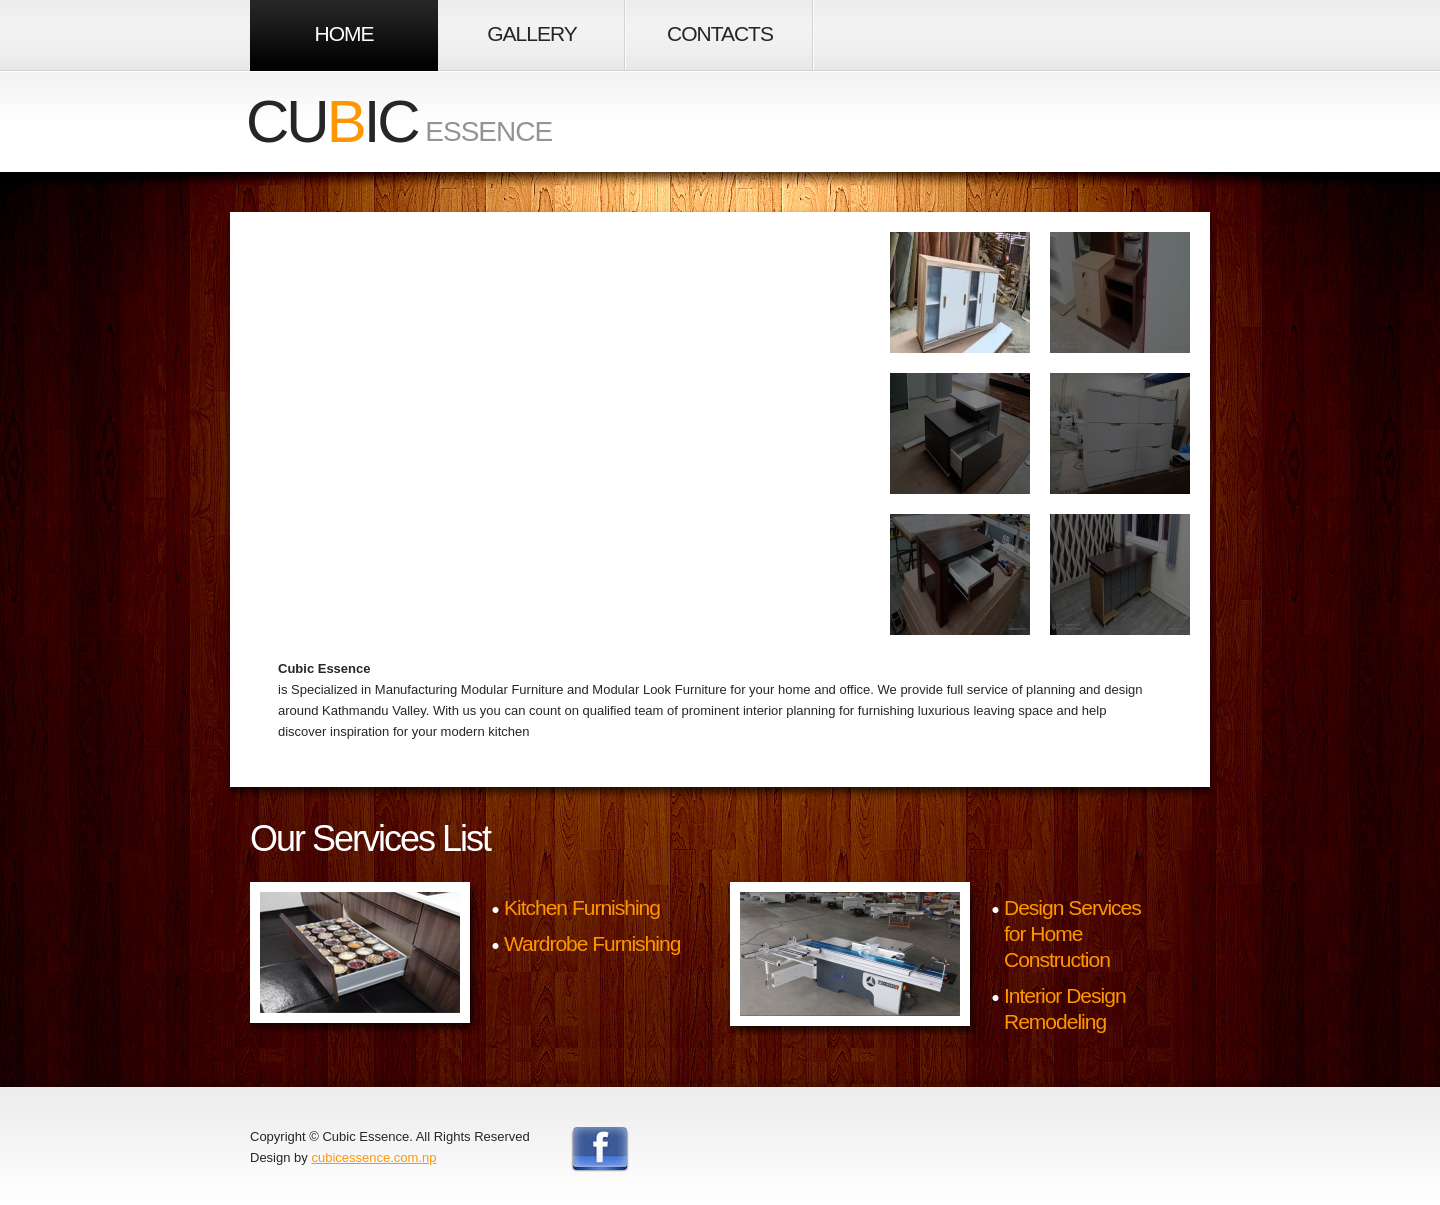 HOME
GALLERY
CONTACTS
CUBIC ESSENCE
Cubic Essence
is Specialized in Manufacturing Modular Furniture and Modular Look Furniture for your home and office. We provide full service of planning and design
around Kathmandu Valley. With us you can count on qualified team of prominent interior planning for furnishing luxurious leaving space and help
discover inspiration for your modern kitchen
Our Services List
Kitchen Furnishing
Wardrobe Furnishing
Design Services
for Home
Construction
Interior Design
Remodeling
Copyright © Cubic Essence. All Rights Reserved
Design by cubicessence.com.np
f